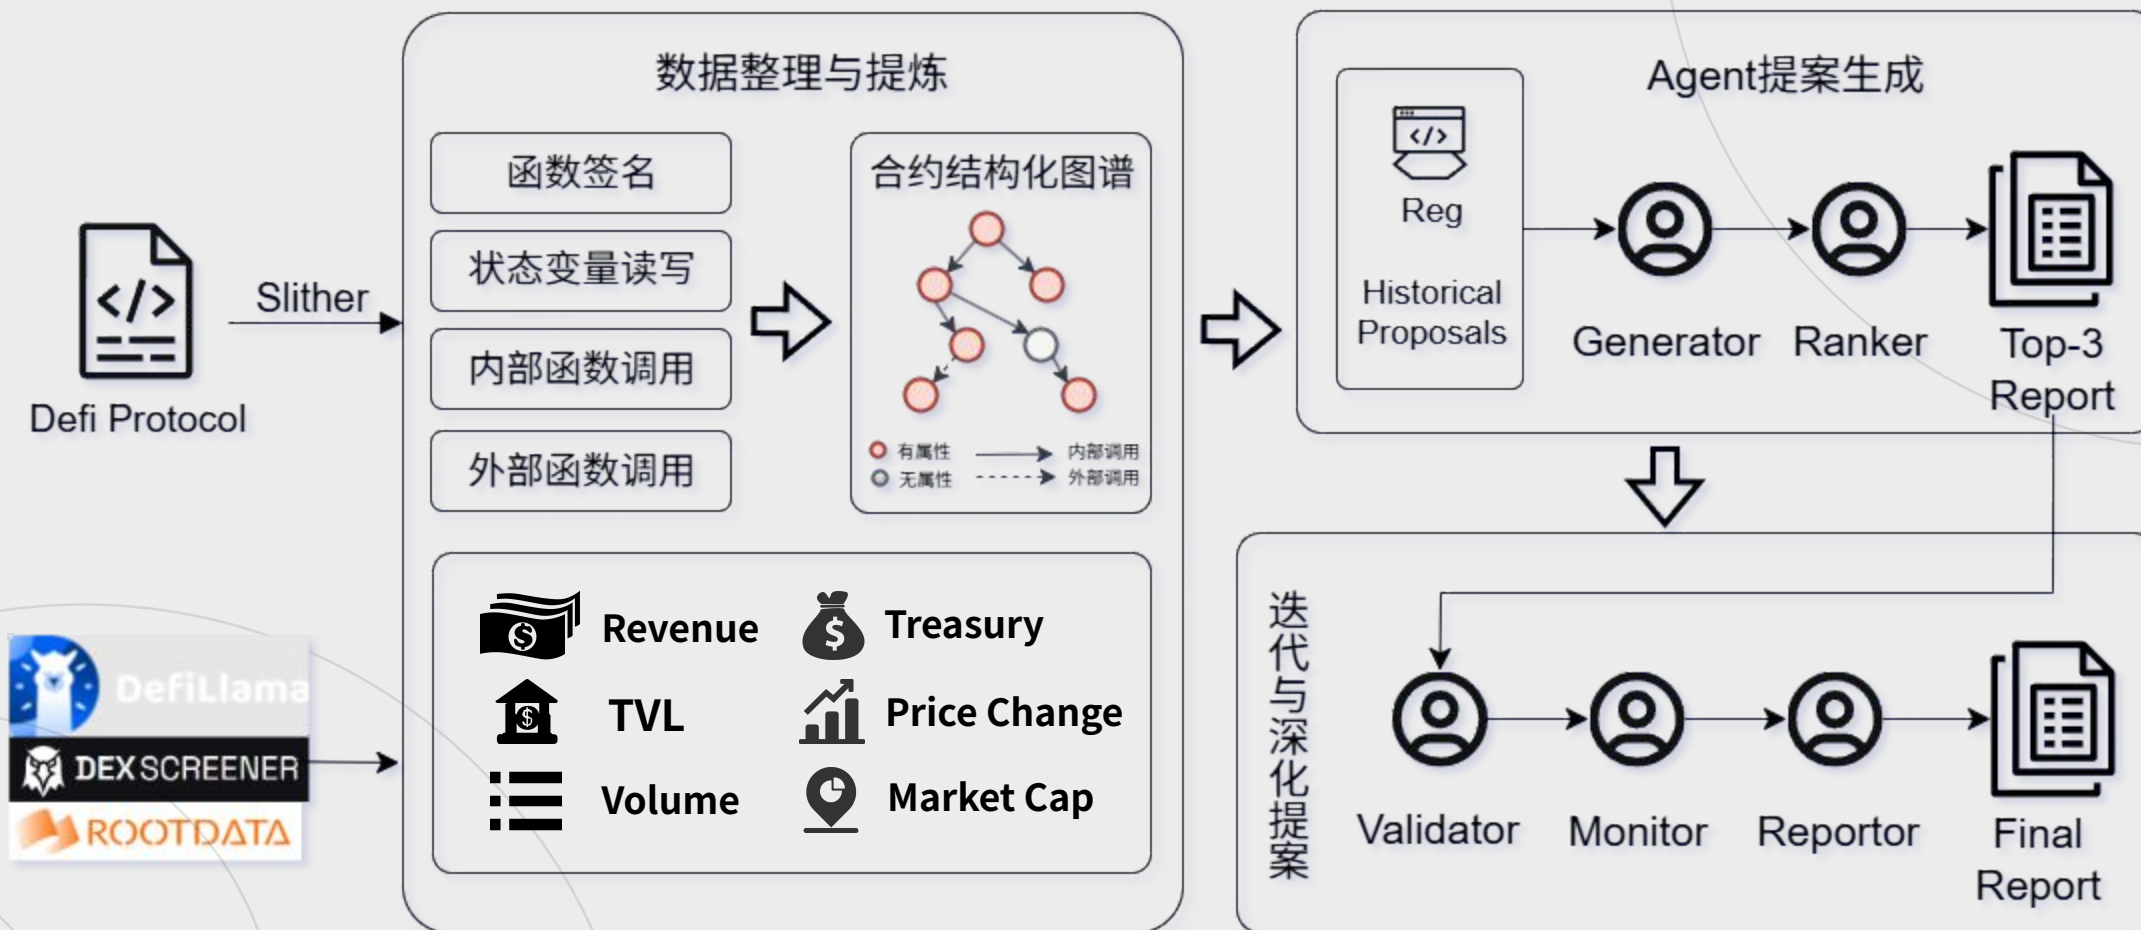 Defi Protocol
Slither
DefiLlama
DEXSCREENER
ROOTDATA
数据整理与提炼
函数签名
状态变量读写
内部函数调用
外部函数调用
合约结构化图谱
有属性
内部调用
无属性
外部调用
Revenue
Treasury
TVL
Price Change
Volume
Market Cap
Agent提案生成
Reg
Historical
Proposals
Generator
Ranker
Top-3
Report
迭代与深化提案
Validator
Monitor
Reportor
Final
Report